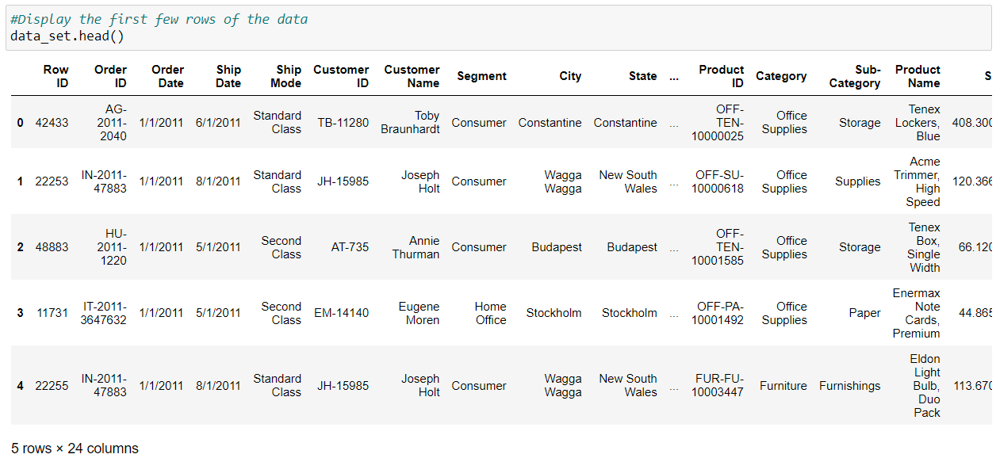 #Display the first few rows of the data
data_set.head()
Row ID Order ID Order Date Ship Date Ship Mode Customer ID Customer Name Segment City State ... Product ID Category Sub-Category Product Name S
0 42433 AG-2011-2040 1/1/2011 6/1/2011 Standard Class TB-11280 Toby Braunhardt Consumer Constantine Constantine ... OFF-TEN-10000025 Office Supplies Storage Tenex Lockers, Blue 408.300
1 22253 IN-2011-47883 1/1/2011 8/1/2011 Standard Class JH-15985 Joseph Holt Consumer Wagga Wagga New South Wales ... OFF-SU-10000618 Office Supplies Supplies Acme Trimmer, High Speed 120.366
2 48883 HU-2011-1220 1/1/2011 5/1/2011 Second Class AT-735 Annie Thurman Consumer Budapest Budapest ... OFF-TEN-10001585 Office Supplies Storage Tenex Box, Single Width 66.120
3 11731 IT-2011-3647632 1/1/2011 5/1/2011 Second Class EM-14140 Eugene Moren Home Office Stockholm Stockholm ... OFF-PA-10001492 Office Supplies Paper Enermax Note Cards, Premium 44.865
4 22255 IN-2011-47883 1/1/2011 8/1/2011 Standard Class JH-15985 Joseph Holt Consumer Wagga Wagga New South Wales ... FUR-FU-10003447 Furniture Furnishings Eldon Light Bulb, Duo Pack 113.670
5 rows × 24 columns